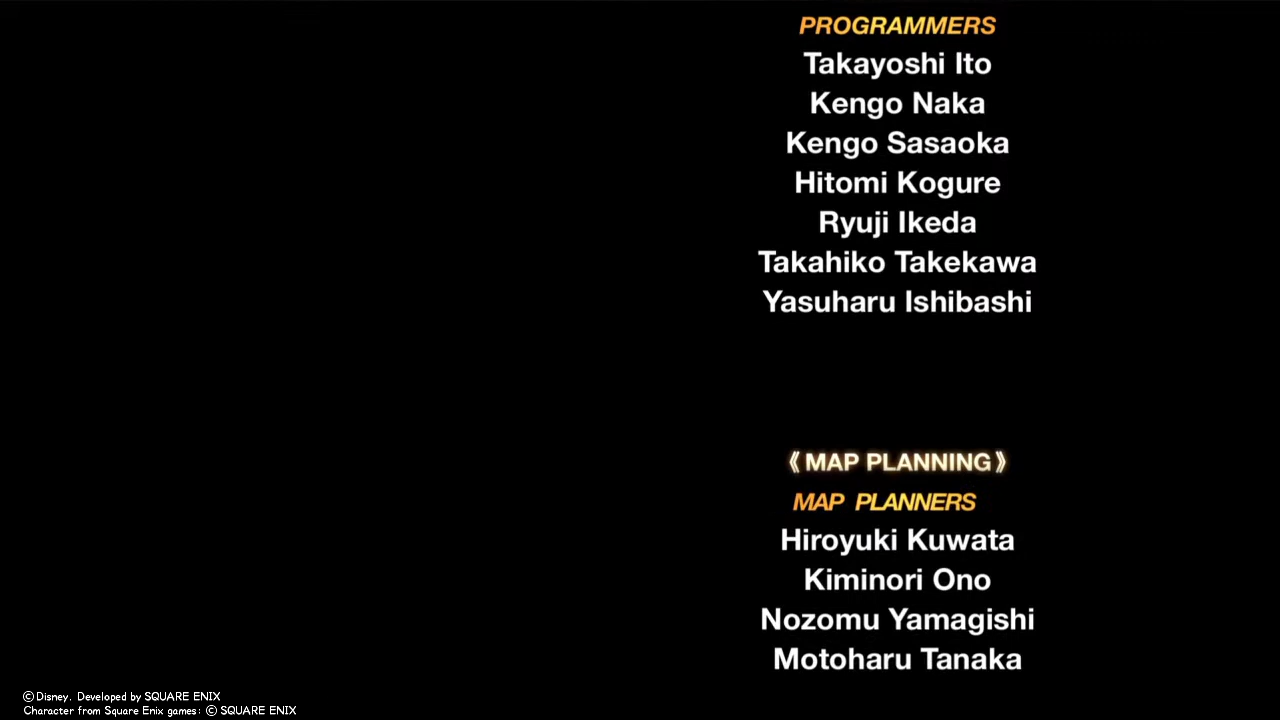 PROGRAMMERS
Takayoshi Ito
Kengo Naka
Kengo Sasaoka
Hitomi Kogure
Ryuji Ikeda
Takahiko Takekawa
Yasuharu Ishibashi
《MAP PLANNING》
MAP PLANNERS
Hiroyuki Kuwata
Kiminori Ono
Nozomu Yamagishi
Motoharu Tanaka
©Disney. Developed by SQUARE ENIX
Character from Square Enix games: © SQUARE ENIX